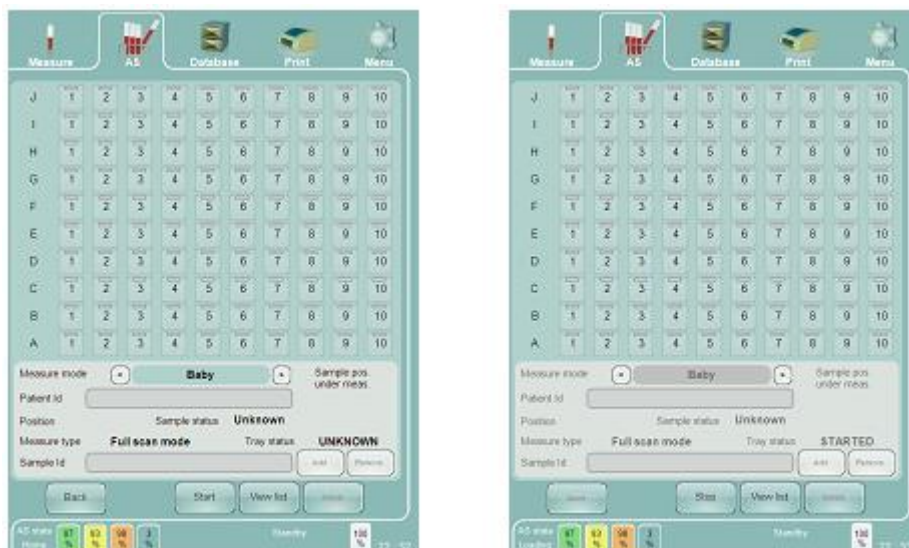 Measure AS Database Print Menu
J 1 2 3 4 5 6 7 8 9 10
I 1 2 3 4 5 6 7 8 9 10
H 1 2 3 4 5 6 7 8 9 10
G 1 2 3 4 5 6 7 8 9 10
F 1 2 3 4 5 6 7 8 9 10
E 1 2 3 4 5 6 7 8 9 10
D 1 2 3 4 5 6 7 8 9 10
C 1 2 3 4 5 6 7 8 9 10
B 1 2 3 4 5 6 7 8 9 10
A 1 2 3 4 5 6 7 8 9 10
Measure mode Baby Sample pos.
under meas.
Patient Id
Position Sample status Unknown
Measure type Full scan mode Tray status UNKNOWN
Sample Id Add Remove
Back Start View list
AS state 97 93 98 3 Standby 100
% % % % %
Measure AS Database Print Menu
J 1 2 3 4 5 6 7 8 9 10
I 1 2 3 4 5 6 7 8 9 10
H 1 2 3 4 5 6 7 8 9 10
G 1 2 3 4 5 6 7 8 9 10
F 1 2 3 4 5 6 7 8 9 10
E 1 2 3 4 5 6 7 8 9 10
D 1 2 3 4 5 6 7 8 9 10
C 1 2 3 4 5 6 7 8 9 10
B 1 2 3 4 5 6 7 8 9 10
A 1 2 3 4 5 6 7 8 9 10
Measure mode Baby Sample pos.
under meas.
Patient Id
Position Sample status Unknown
Measure type Full scan mode Tray status STARTED
Sample Id Add Remove
Stop View list
AS state 97 93 98 3 Standby 100
Loading % % % % %